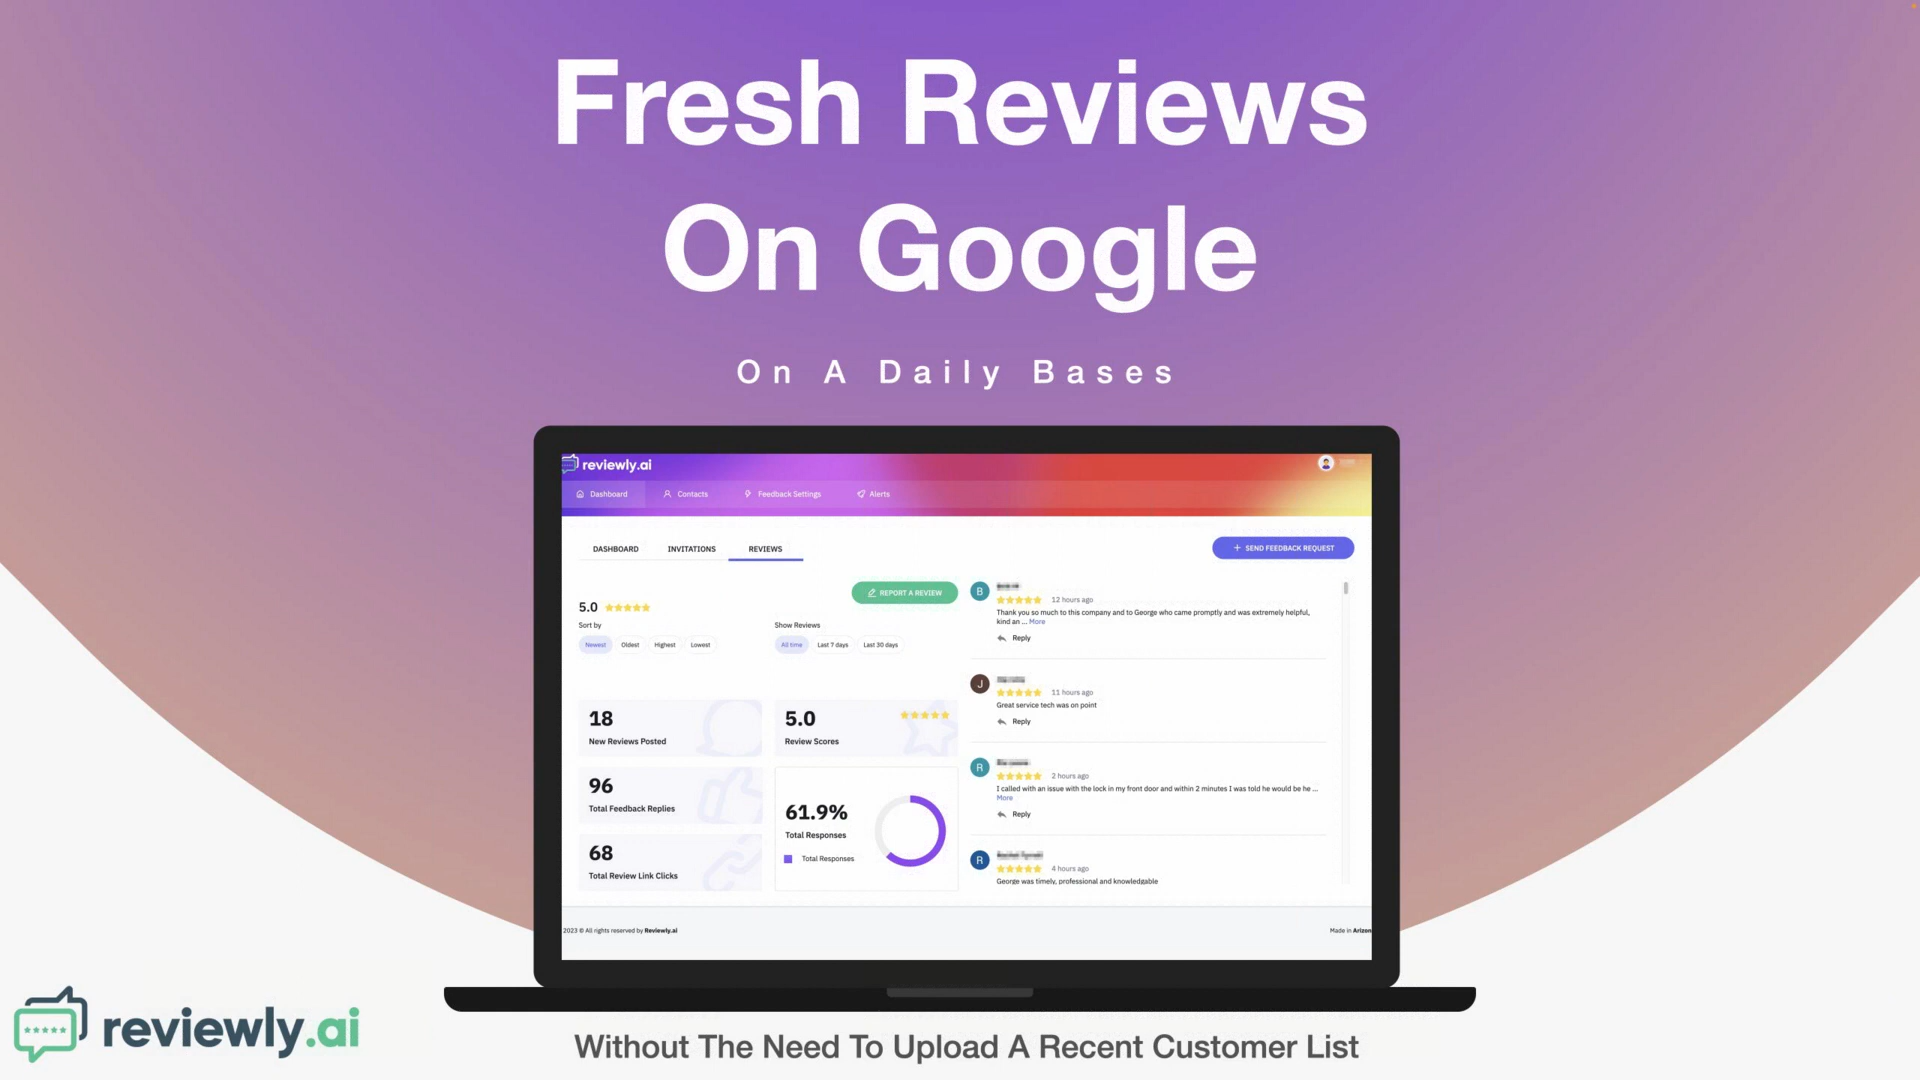 Fresh Reviews
On Google
On A Daily Bases
reviewly.ai
Dashboard
Contacts
Feedback Settings
Alerts
DASHBOARD
INVITATIONS
REVIEWS
+ SEND FEEDBACK REQUEST
REPORT A REVIEW
5.0
Sort by
Newest
Oldest
Highest
Lowest
Show Reviews
All time
Last 7 days
Last 30 days
18
New Reviews Posted
5.0
Review Scores
96
Total Feedback Replies
61.9%
Total Responses
Total Responses
68
Total Review Link Clicks
B
12 hours ago
Thank you so much to this company and to George who came promptly and was extremely helpful,
kind an ... More
Reply
J
11 hours ago
Great service tech was on point
Reply
R
2 hours ago
I called with an issue with the lock in my front door and within 2 minutes I was told he would be he ...
More
Reply
R
4 hours ago
George was timely, professional and knowledgable
2023 © All rights reserved by Reviewly.ai
Made in Arizon
reviewly.ai
Without The Need To Upload A Recent Customer List